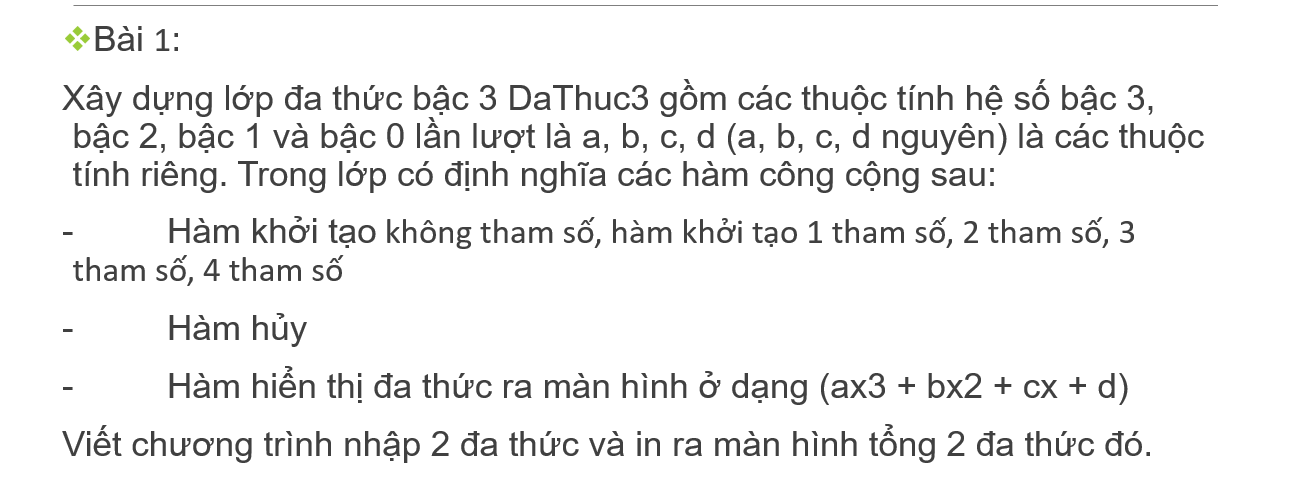 ❖Bài 1:
Xây dựng lớp đa thức bậc 3 DaThuc3 gồm các thuộc tính hệ số bậc 3,
bậc 2, bậc 1 và bậc 0 lần lượt là a, b, c, d (a, b, c, d nguyên) là các thuộc
tính riêng. Trong lớp có định nghĩa các hàm công cộng sau:
- Hàm khởi tạo không tham số, hàm khởi tạo 1 tham số, 2 tham số, 3
tham số, 4 tham số
- Hàm hủy
- Hàm hiển thị đa thức ra màn hình ở dạng (ax3 + bx2 + cx + d)
Viết chương trình nhập 2 đa thức và in ra màn hình tổng 2 đa thức đó.